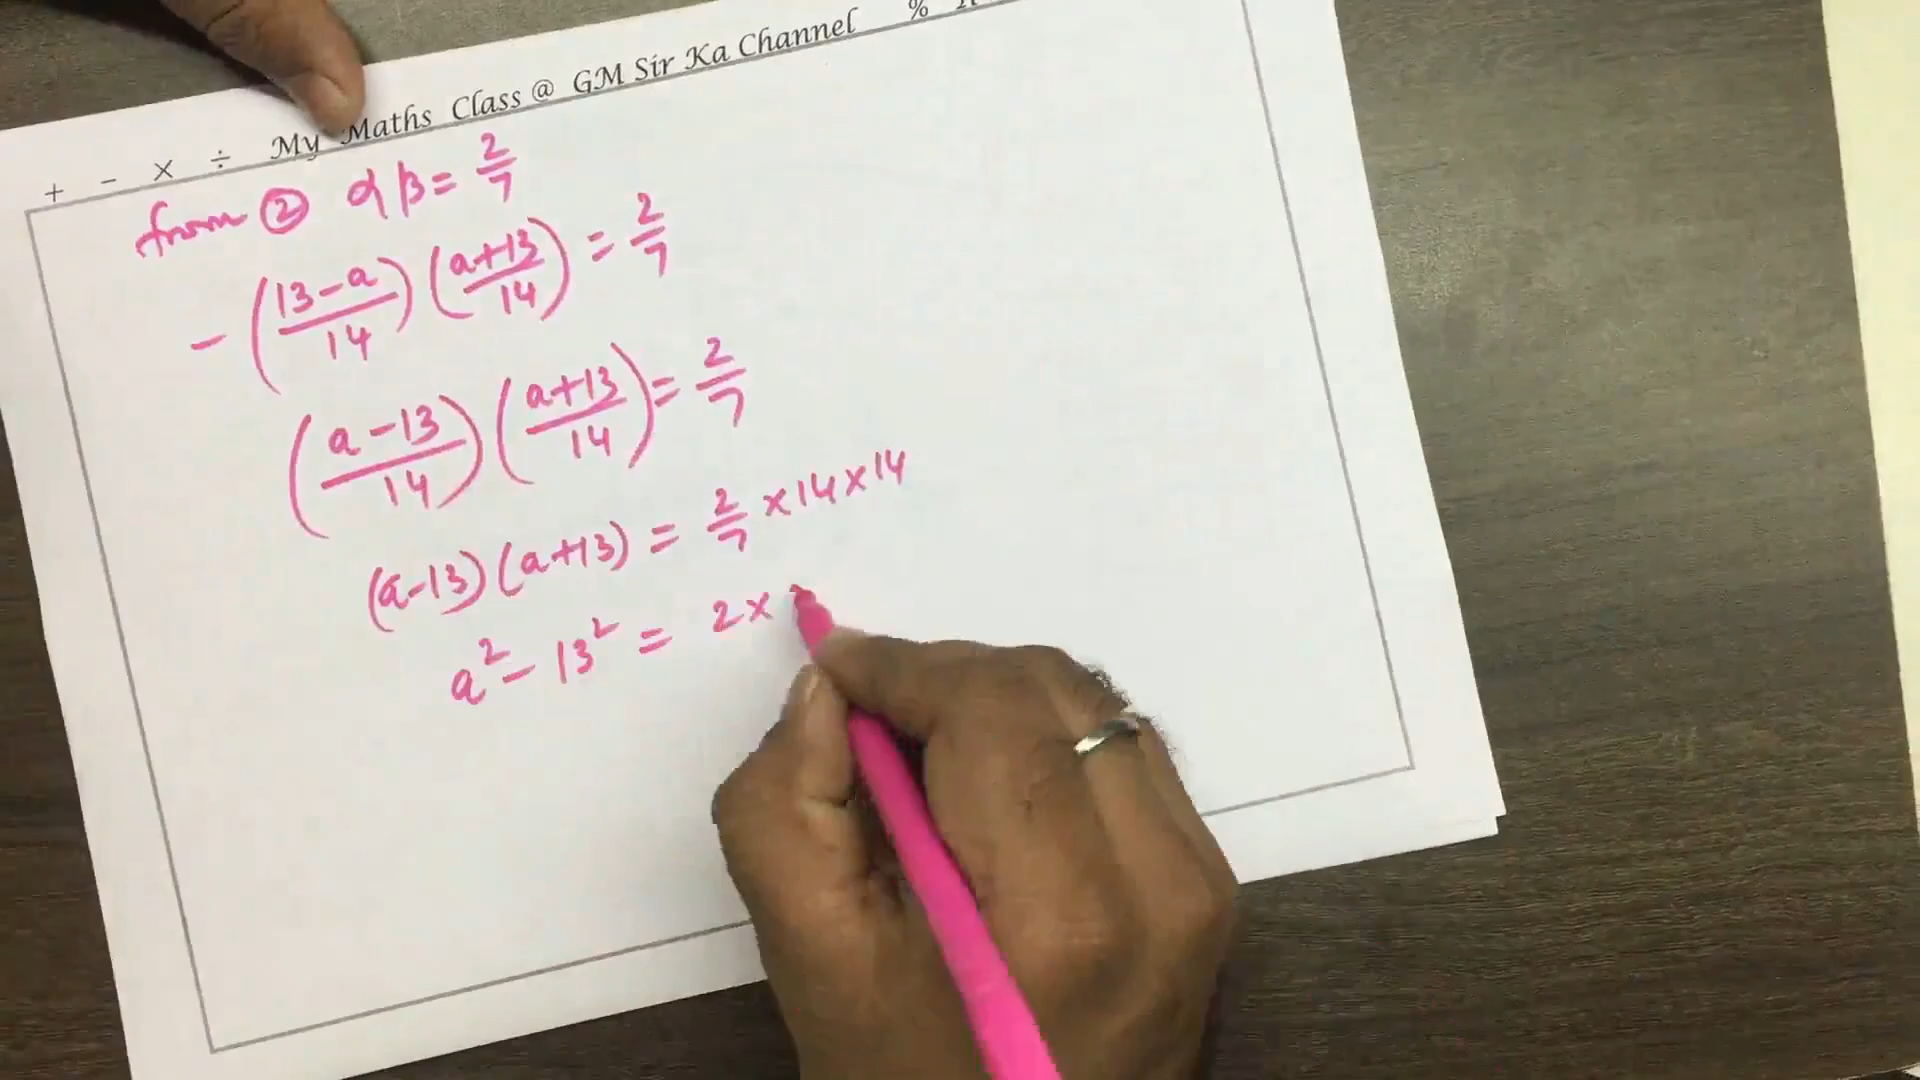 + - × ÷ My Maths Class @ GM Sir Ka Channel %
from ② αβ = 2/7
-((13-a)/14)((a+13)/14) = 2/7
((a-13)/14)((a+13)/14) = 2/7
(a-13)(a+13) = 2/7 ×14×14
a² - 13² = 2×